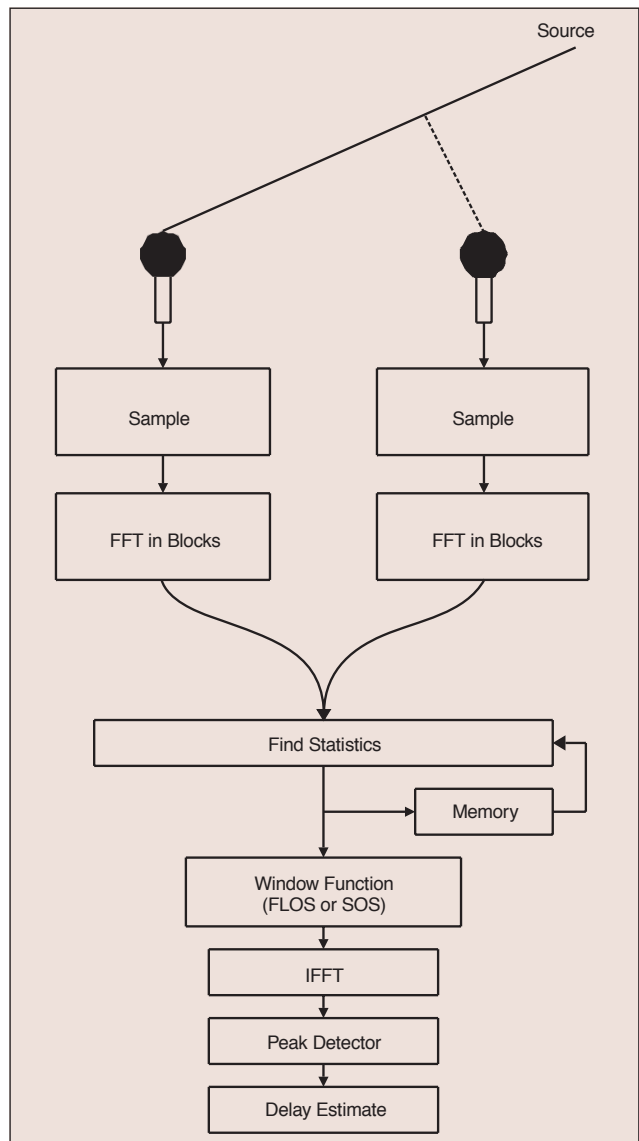 Source
Sample
Sample
FFT in Blocks
FFT in Blocks
Find Statistics
Memory
Window Function
(FLOS or SOS)
IFFT
Peak Detector
Delay Estimate